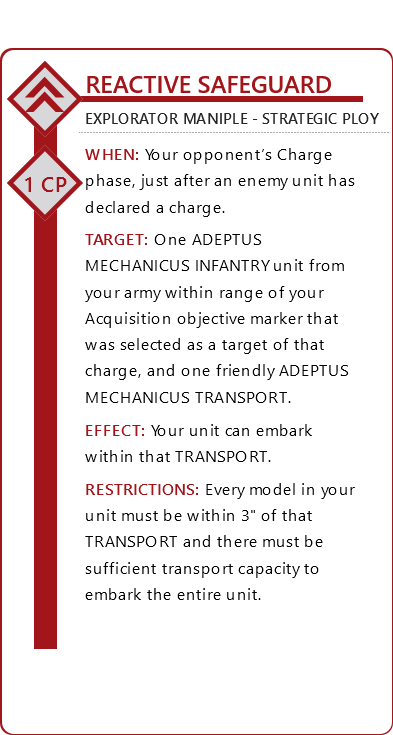 REACTIVE SAFEGUARD
EXPLORATOR MANIPLE - STRATEGIC PLOY
1 CP
WHEN: Your opponent's Charge
phase, just after an enemy unit has
declared a charge.
TARGET: One ADEPTUS
MECHANICUS INFANTRY unit from
your army within range of your
Acquisition objective marker that
was selected as a target of that
charge, and one friendly ADEPTUS
MECHANICUS TRANSPORT.
EFFECT: Your unit can embark
within that TRANSPORT.
RESTRICTIONS: Every model in your
unit must be within 3" of that
TRANSPORT and there must be
sufficient transport capacity to
embark the entire unit.